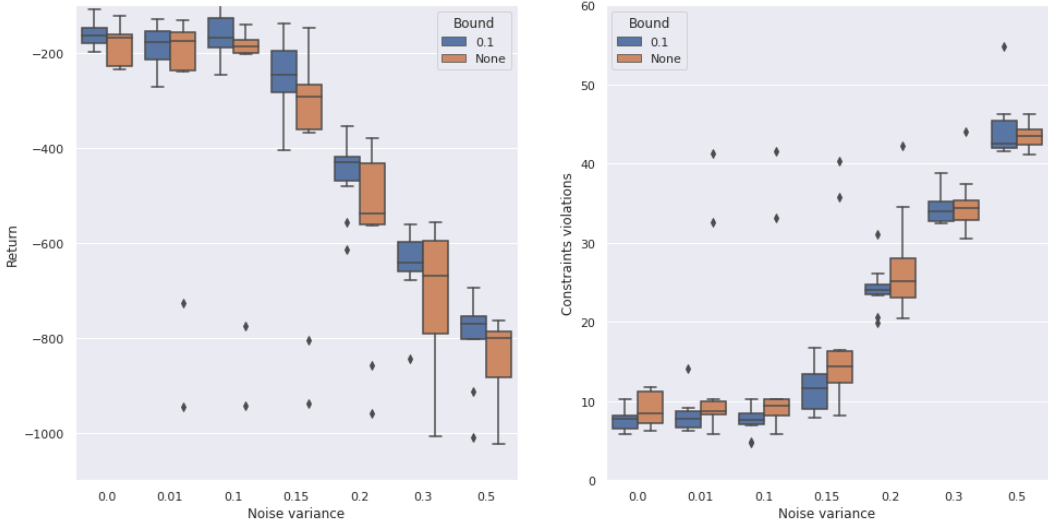 Return
−200
−400
−600
−800
−1000
0.0 0.01 0.1 0.15 0.2 0.3 0.5
Noise variance
Bound
0.1
None
Constraints violations
60
50
40
30
20
10
0
0.0 0.01 0.1 0.15 0.2 0.3 0.5
Noise variance
Bound
0.1
None